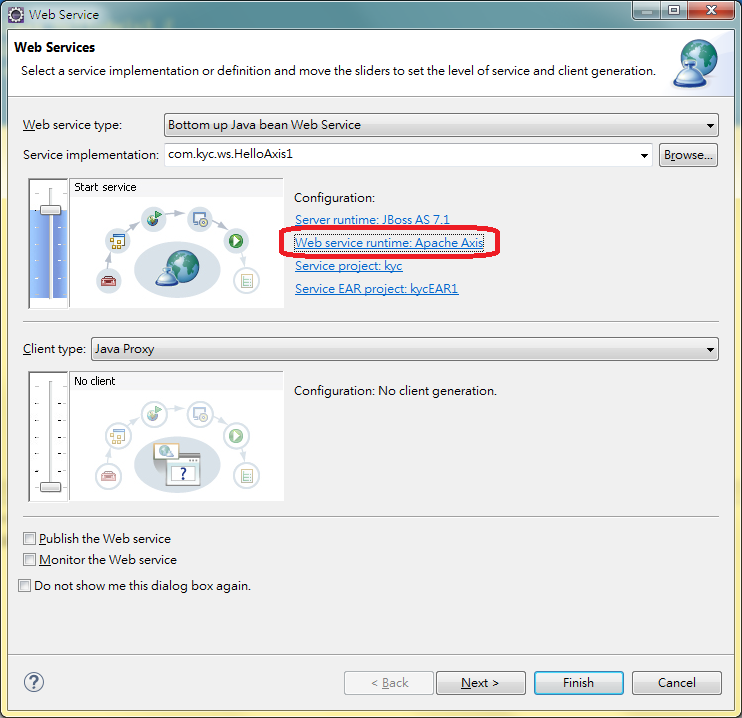 Web Service
Web Services
Select a service implementation or definition and move the sliders to set the level of service and client generation.
Web service type:
Bottom up Java bean Web Service
Service implementation:
com.kyc.ws.HelloAxis1
Browse...
Start service
Configuration:
Server runtime: JBoss AS 7.1
Web service runtime: Apache Axis
Service project: kyc
Service EAR project: kycEAR1
Client type:
Java Proxy
No client
Configuration: No client generation.
?
Publish the Web service
Monitor the Web service
Do not show me this dialog box again.
?
< Back
Next >
Finish
Cancel